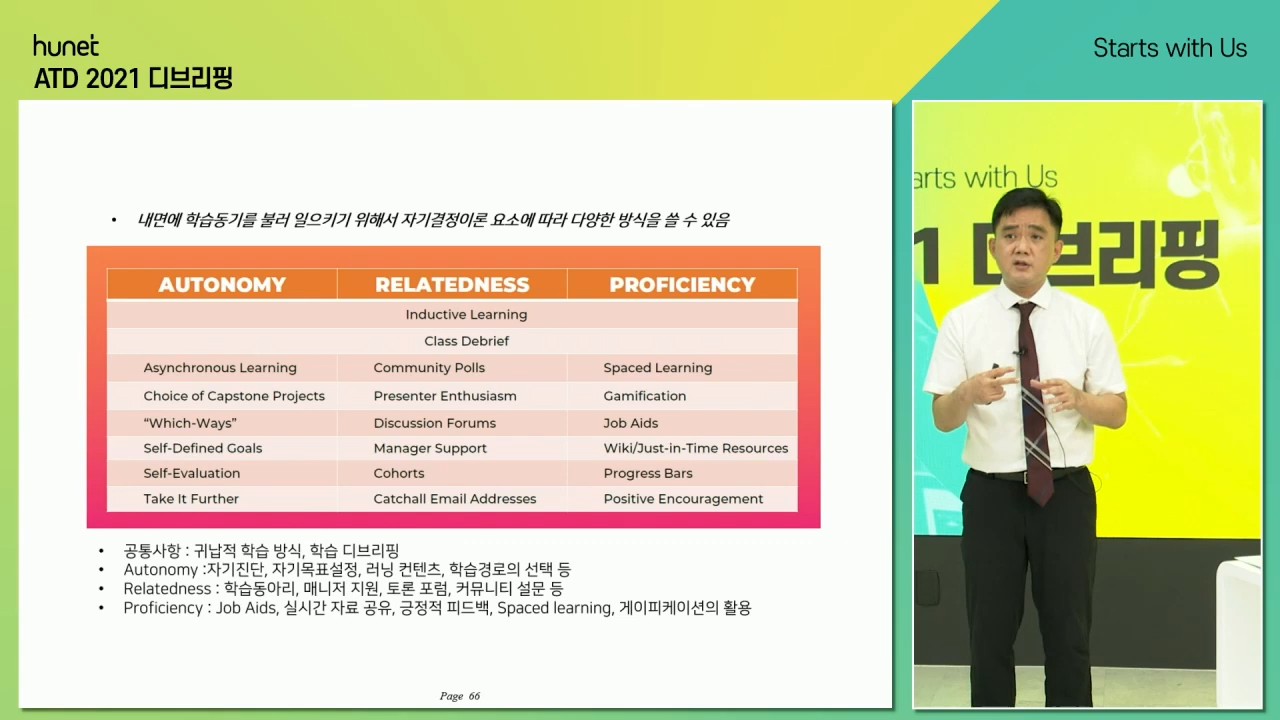 hunet
Starts with Us
ATD 2021 디브리핑
• 내면에 학습동기를 불러 일으키기 위해서 자기결정이론 요소에 따라 다양한 방식을 쓸 수 있음
AUTONOMY RELATEDNESS PROFICIENCY
Inductive Learning
Class Debrief
Asynchronous Learning Community Polls Spaced Learning
Choice of Capstone Projects Presenter Enthusiasm Gamification
“Which-Ways” Discussion Forums Job Aids
Self-Defined Goals Manager Support Wiki/Just-in-Time Resources
Self-Evaluation Cohorts Progress Bars
Take It Further Catchall Email Addresses Positive Encouragement
• 공통사항 : 귀납적 학습 방식, 학습 디브리핑
• Autonomy :자기진단, 자기목표설정, 러닝 컨텐츠, 학습경로의 선택 등
• Relatedness : 학습동아리, 매니저 지원, 토론 포럼, 커뮤니티 설문 등
• Proficiency : Job Aids, 실시간 자료 공유, 긍정적 피드백, Spaced learning, 게이피케이션의 활용
Page 66
arts with Us
1 디브리핑